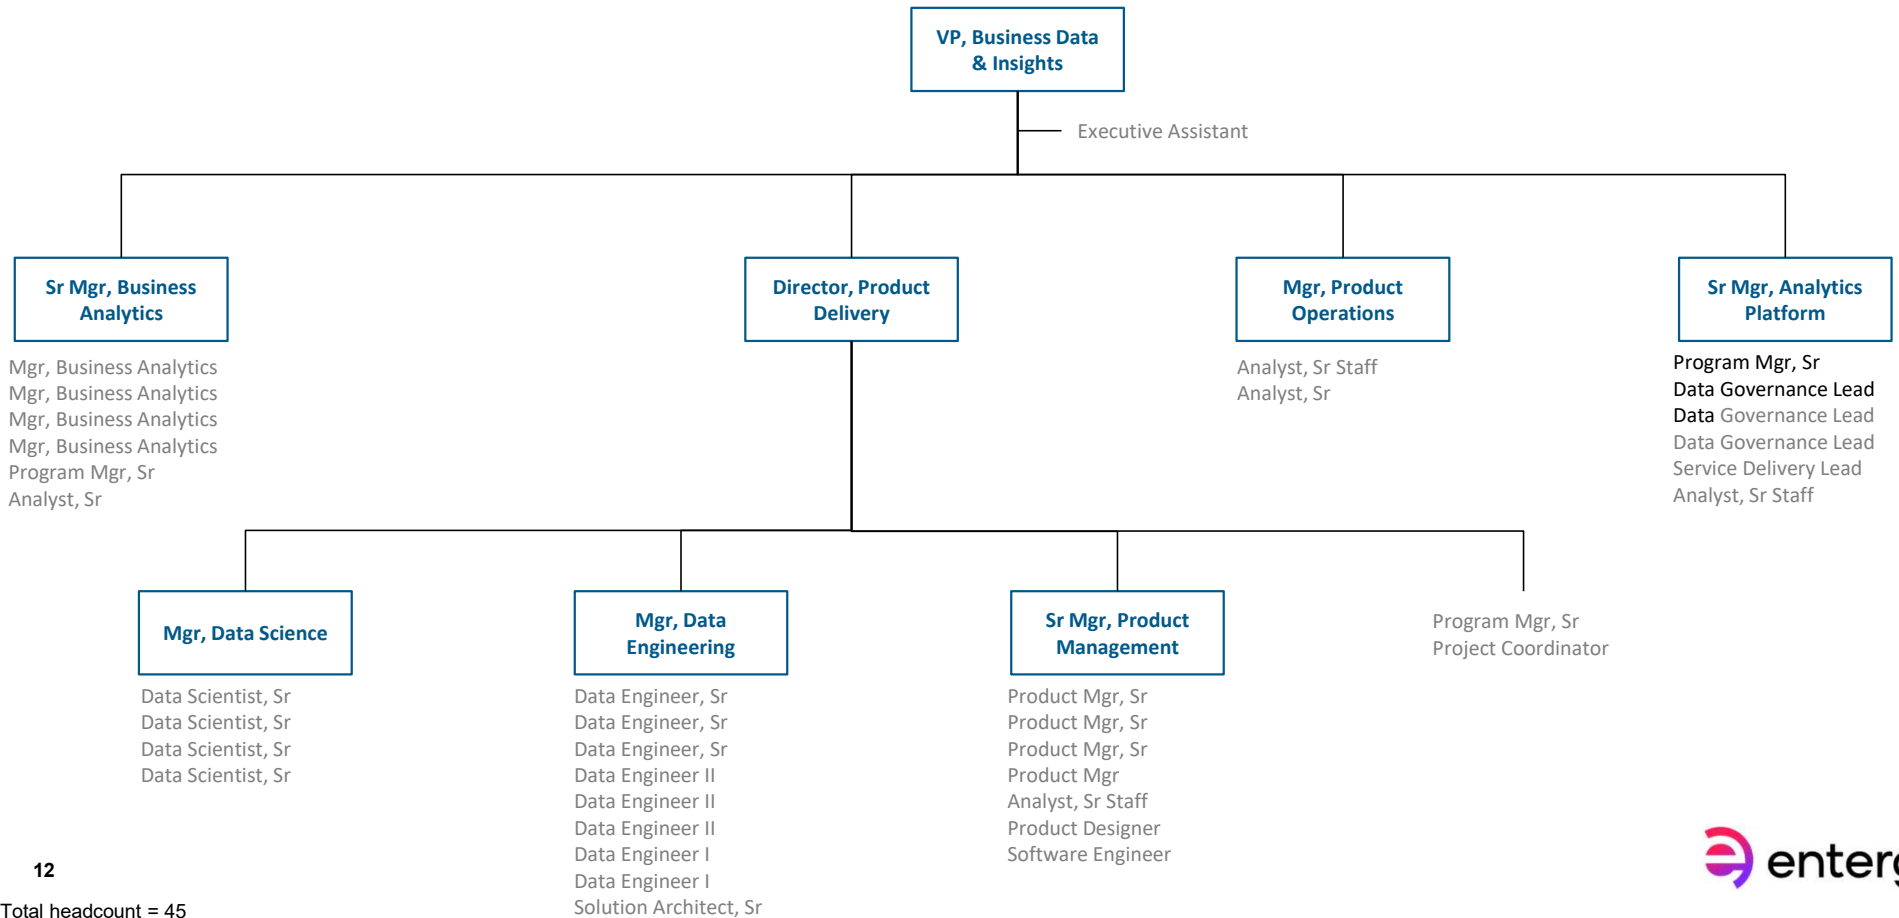 VP, Business Data
& Insights
Executive Assistant
Sr Mgr, Business
Analytics
Mgr, Business Analytics
Mgr, Business Analytics
Mgr, Business Analytics
Mgr, Business Analytics
Program Mgr, Sr
Analyst, Sr
Director, Product
Delivery
Mgr, Product
Operations
Analyst, Sr Staff
Analyst, Sr
Sr Mgr, Analytics
Platform
Program Mgr, Sr
Data Governance Lead
Data Governance Lead
Data Governance Lead
Service Delivery Lead
Analyst, Sr Staff
Mgr, Data Science
Data Scientist, Sr
Data Scientist, Sr
Data Scientist, Sr
Data Scientist, Sr
Mgr, Data
Engineering
Data Engineer, Sr
Data Engineer, Sr
Data Engineer, Sr
Data Engineer II
Data Engineer II
Data Engineer II
Data Engineer I
Data Engineer I
Solution Architect, Sr
Sr Mgr, Product
Management
Product Mgr, Sr
Product Mgr, Sr
Product Mgr, Sr
Product Mgr
Analyst, Sr Staff
Product Designer
Software Engineer
Program Mgr, Sr
Project Coordinator
12
Total headcount = 45